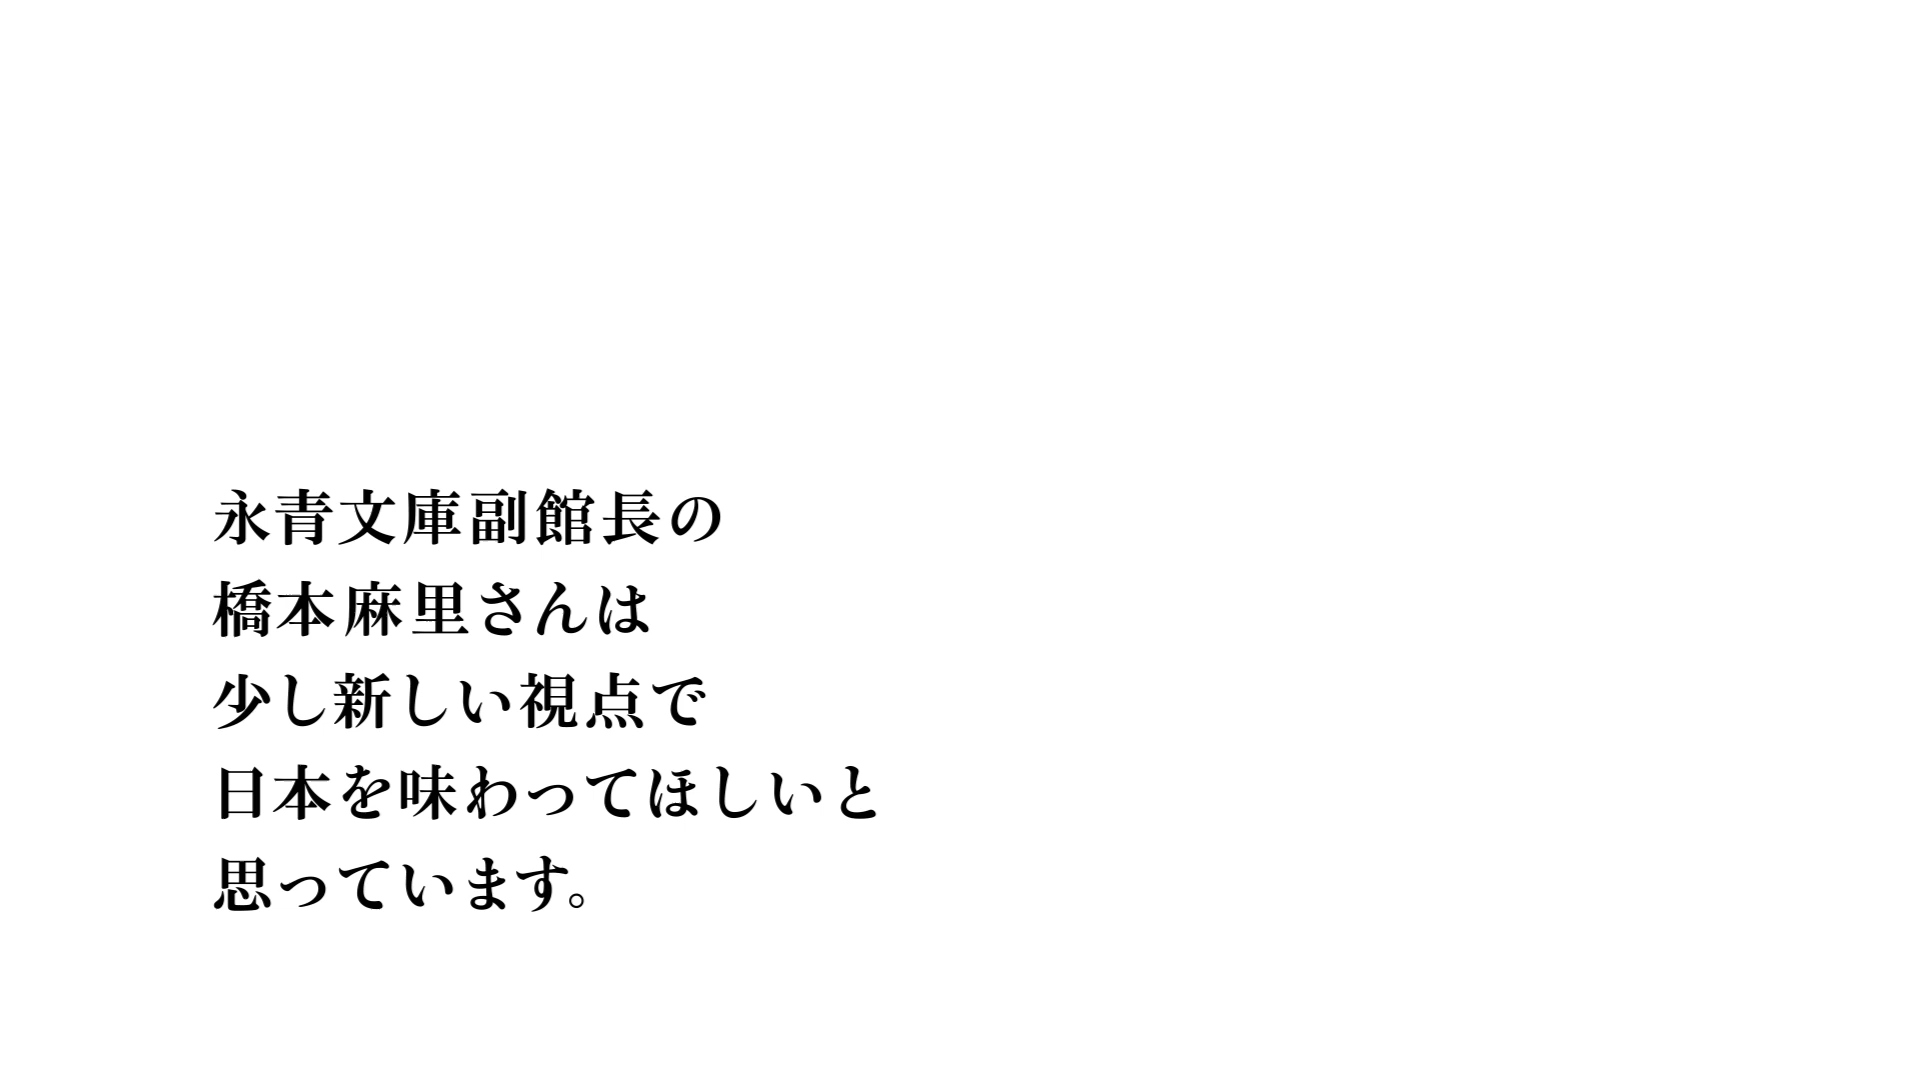 永青文庫副館長の
橋本麻里さんは
少し新しい視点で
日本を味わってほしいと
思っています。